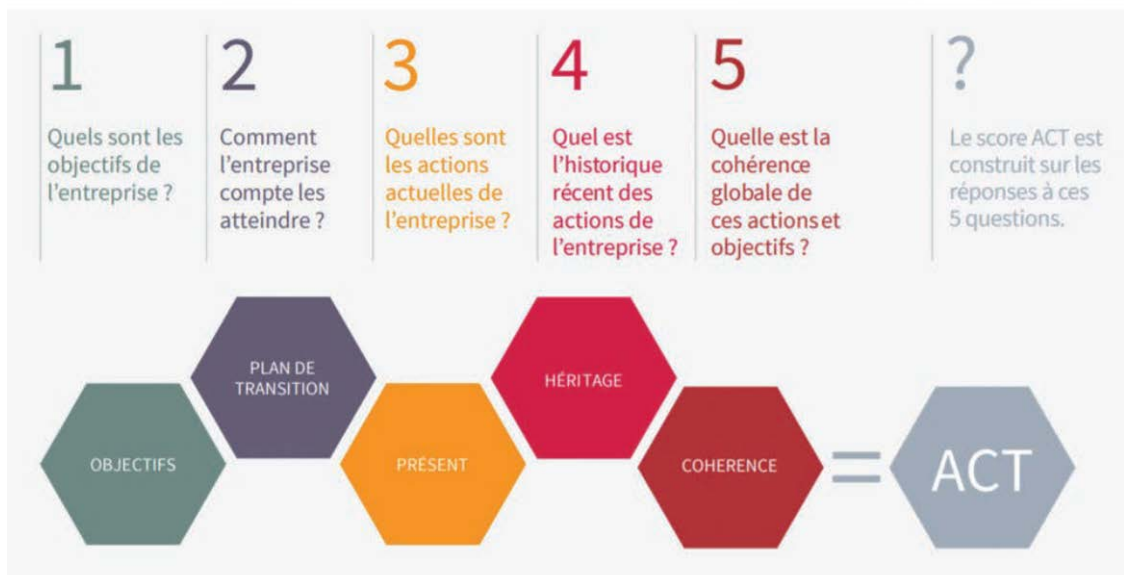 1
Quels sont les
objectifs de
l'entreprise ?
2
Comment
l'entreprise
compte les
atteindre ?
3
Quelles sont
les actions
actuelles de
l'entreprise ?
4
Quel est
l'historique
récent des
actions de
l'entreprise ?
5
Quelle est la
cohérence
globale de
ces actions et
objectifs ?
?
Le score ACT est
construit sur les
réponses à ces
5 questions.
OBJECTIFS
PLAN DE
TRANSITION
PRÉSENT
HÉRITAGE
COHERENCE
=
ACT